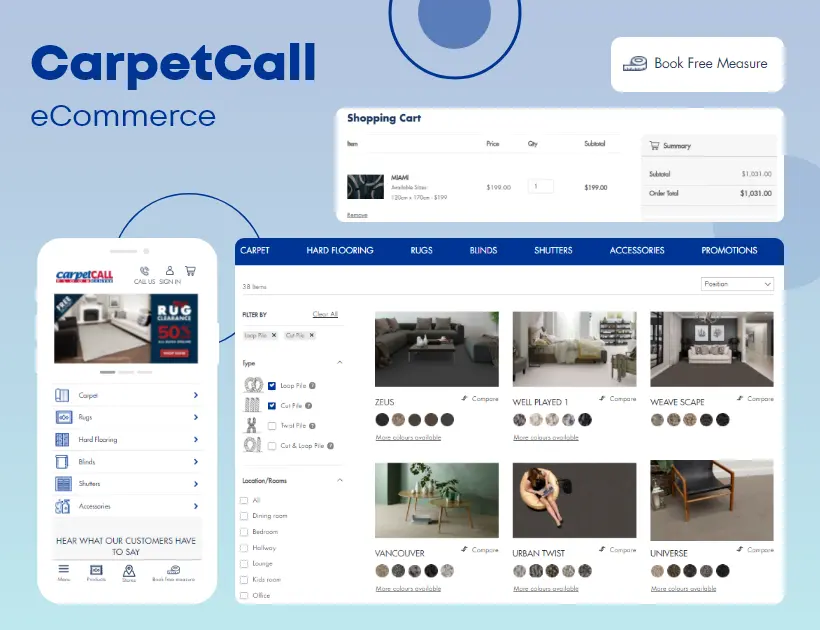 CarpetCall
eCommerce
Book Free Measure
Shopping Cart
Item Price Qty Subtotal
MIAMI
Available Sizes:
120cm x 170cm - $199
$199.00 1 $199.00
Remove
Summary
Subtotal $1,031.00
Order Total $1,031.00
carpetCALL
CALL US SIGN IN
FREE
RUG
CLEARANCE
50%
Carpet
Rugs
Hard Flooring
Blinds
Shutters
Accessories
HEAR WHAT OUR CUSTOMERS HAVE
TO SAY
Menu Products Stores Book free measure
CARPET HARD FLOORING RUGS BLINDS SHUTTERS ACCESSORIES PROMOTIONS
38 Items
Position
FILTER BY Clear All
Loop Pile ✕ Cut Pile ✕
Type
Loop Pile ?
Cut Pile ?
Twist Pile ?
Cut & Loop Pile ?
Location/Rooms
All
Dining room
Bedroom
Hallway
Lounge
Kids room
Office
ZEUS Compare
More colours available
WELL PLAYED 1 Compare
More colours available
WEAVE SCAPE Compare
VANCOUVER Compare
More colours available
URBAN TWIST Compare
More colours available
UNIVERSE Compare
More colours available